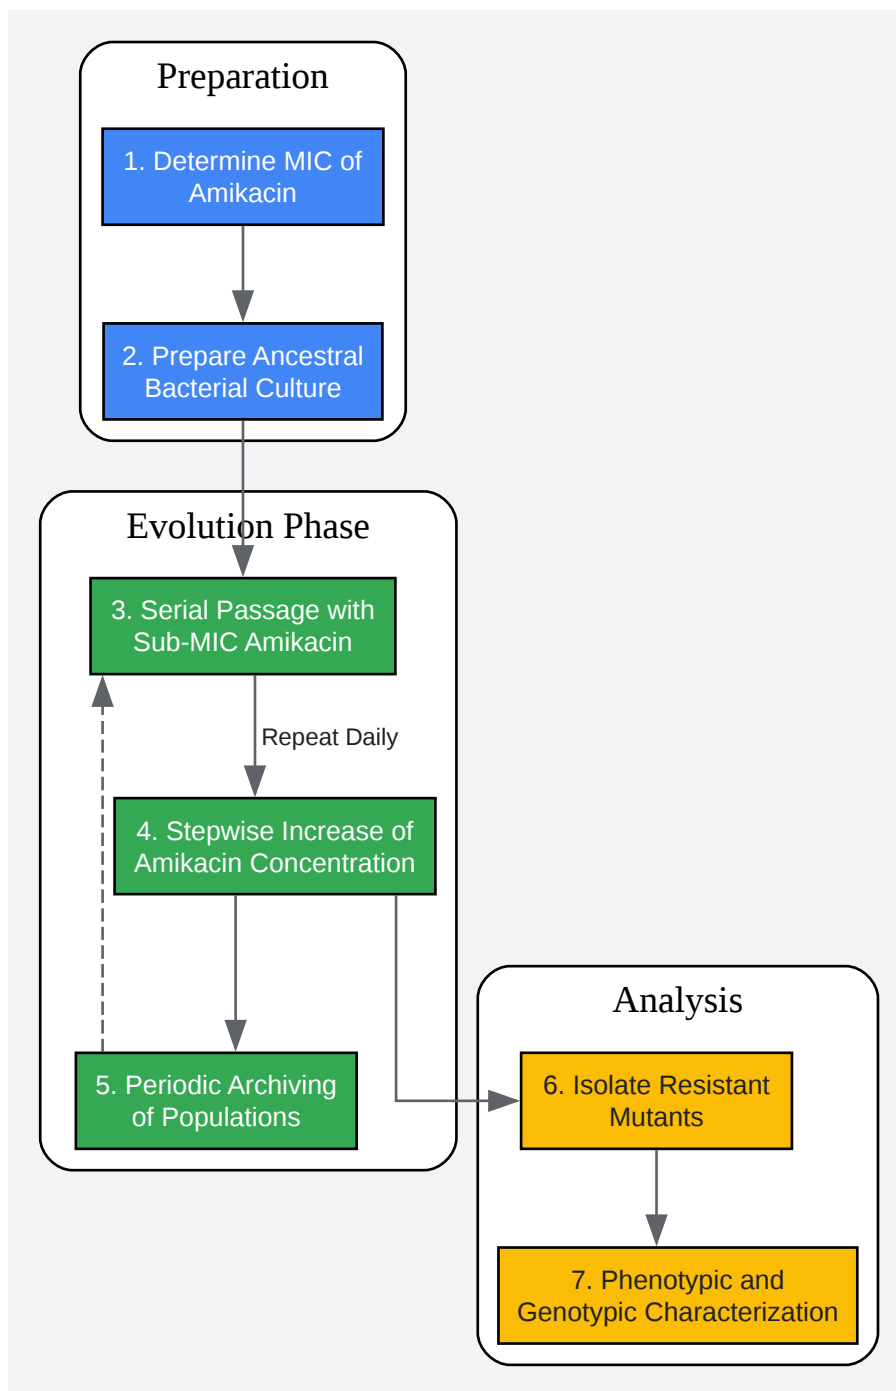 Preparation
1. Determine MIC of
Amikacin
2. Prepare Ancestral
Bacterial Culture
Evolution Phase
3. Serial Passage with
Sub-MIC Amikacin
Repeat Daily
4. Stepwise Increase of
Amikacin Concentration
5. Periodic Archiving
of Populations
Analysis
6. Isolate Resistant
Mutants
7. Phenotypic and
Genotypic Characterization